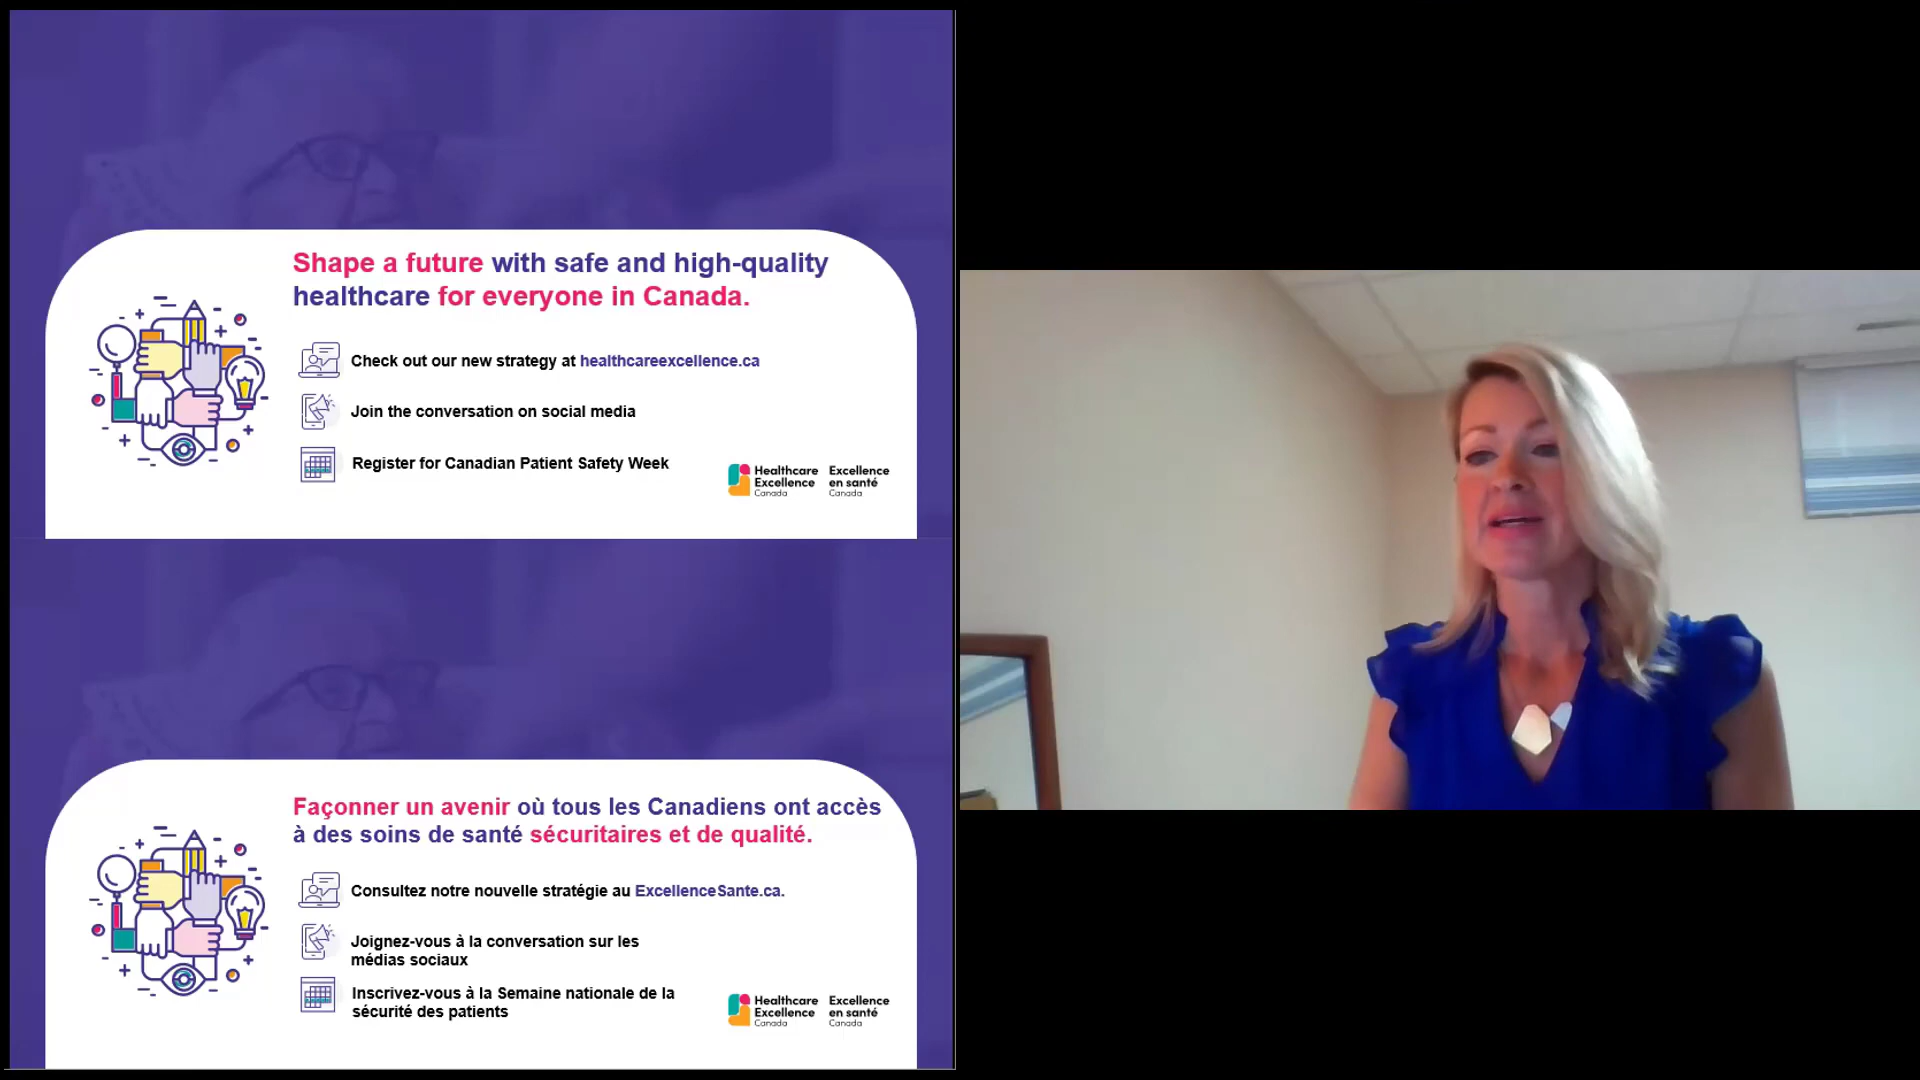 Shape a future with safe and high-quality
healthcare for everyone in Canada.
Check out our new strategy at healthcareexcellence.ca
Join the conversation on social media
Register for Canadian Patient Safety Week
Healthcare
Excellence
Canada
Excellence
en santé
Canada
Façonner un avenir où tous les Canadiens ont accès
à des soins de santé sécuritaires et de qualité.
Consultez notre nouvelle stratégie au ExcellenceSante.ca.
Joignez-vous à la conversation sur les
médias sociaux
Inscrivez-vous à la Semaine nationale de la
sécurité des patients
Healthcare
Excellence
Canada
Excellence
en santé
Canada